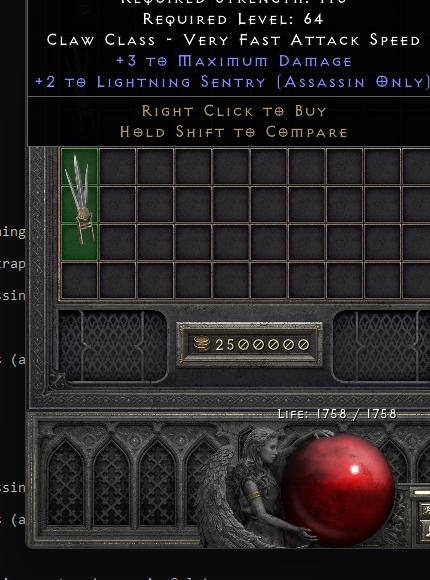 Required Level: 64
Claw Class - Very Fast Attack Speed
+3 to Maximum Damage
+2 to Lightning Sentry (Assassin Only)
Right Click to Buy
Hold Shift to Compare
2500000
Life: 1758 / 1758